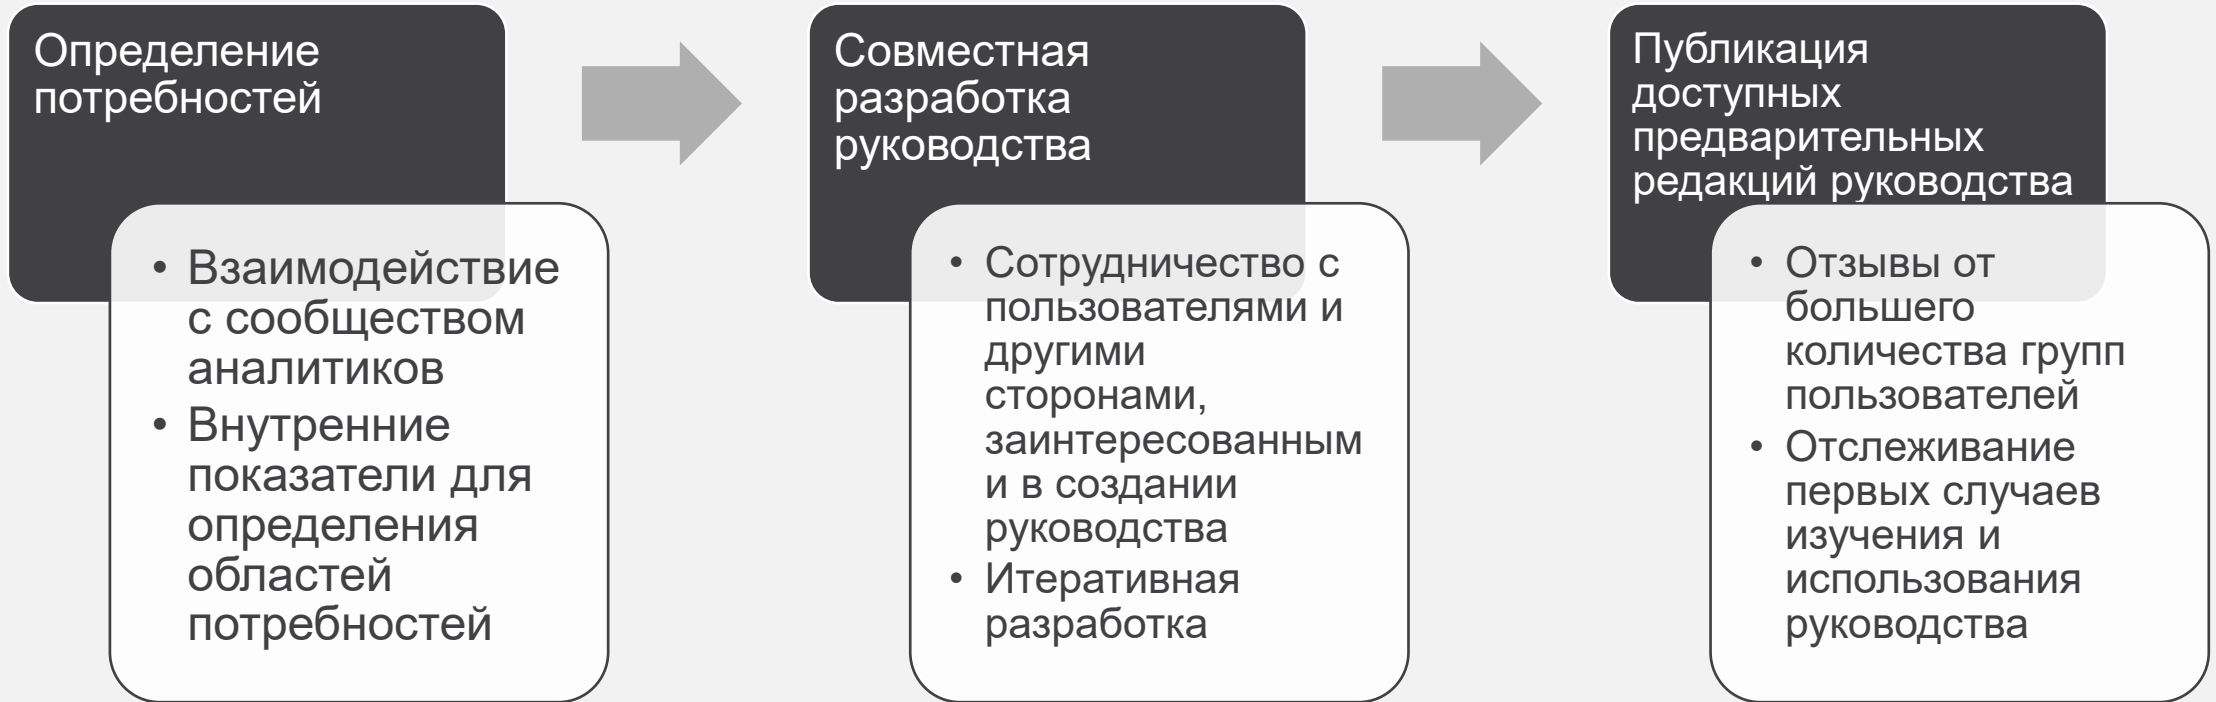 Определение
потребностей
• Взаимодействие
с сообществом
аналитиков
• Внутренние
показатели для
определения
областей
потребностей
Совместная
разработка
руководства
• Сотрудничество с
пользователями и
другими
сторонами,
заинтересованным
и в создании
руководства
• Итеративная
разработка
Публикация
доступных
предварительных
редакций руководства
• Отзывы от
большего
количества групп
пользователей
• Отслеживание
первых случаев
изучения и
использования
руководства